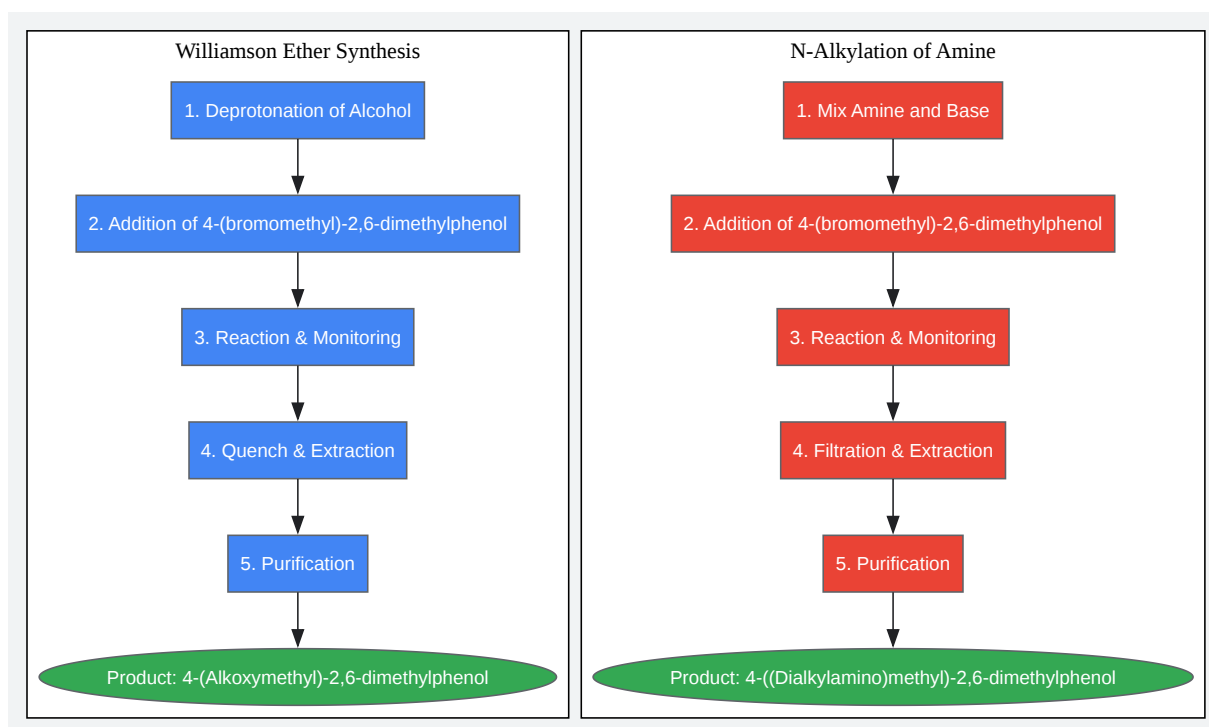 Williamson Ether Synthesis
1. Deprotonation of Alcohol
2. Addition of 4-(bromomethyl)-2,6-dimethylphenol
3. Reaction & Monitoring
4. Quench & Extraction
5. Purification
Product: 4-(Alkoxymethyl)-2,6-dimethylphenol
N-Alkylation of Amine
1. Mix Amine and Base
2. Addition of 4-(bromomethyl)-2,6-dimethylphenol
3. Reaction & Monitoring
4. Filtration & Extraction
5. Purification
Product: 4-((Dialkylamino)methyl)-2,6-dimethylphenol